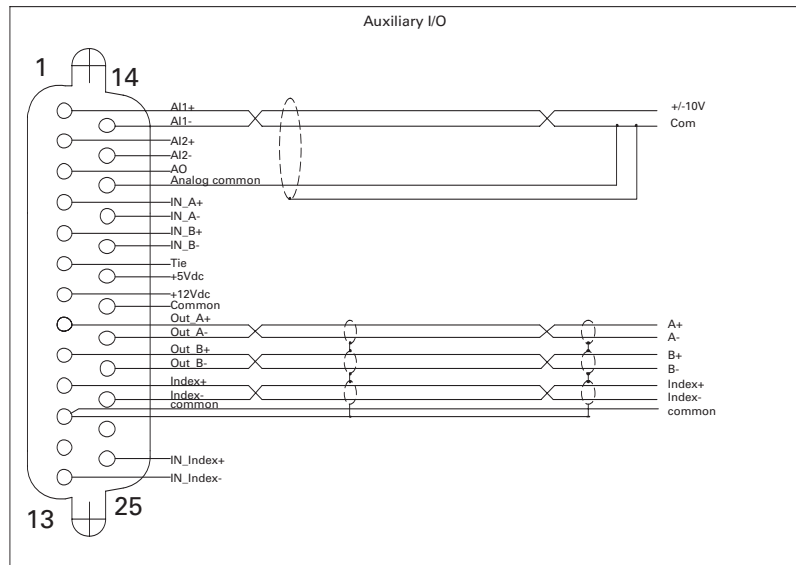 Auxiliary I/O
1
14
AI1+
AI1-
AI2+
AI2-
AO
Analog common
IN_A+
IN_A-
IN_B+
IN_B-
Tie
+5Vdc
+12Vdc
Common
Out_A+
Out_A-
Out_B+
Out_B-
Index+
Index-
common
IN_Index+
IN_Index-
13
25
+/-10V
Com
A+
A-
B+
B-
Index+
Index-
common